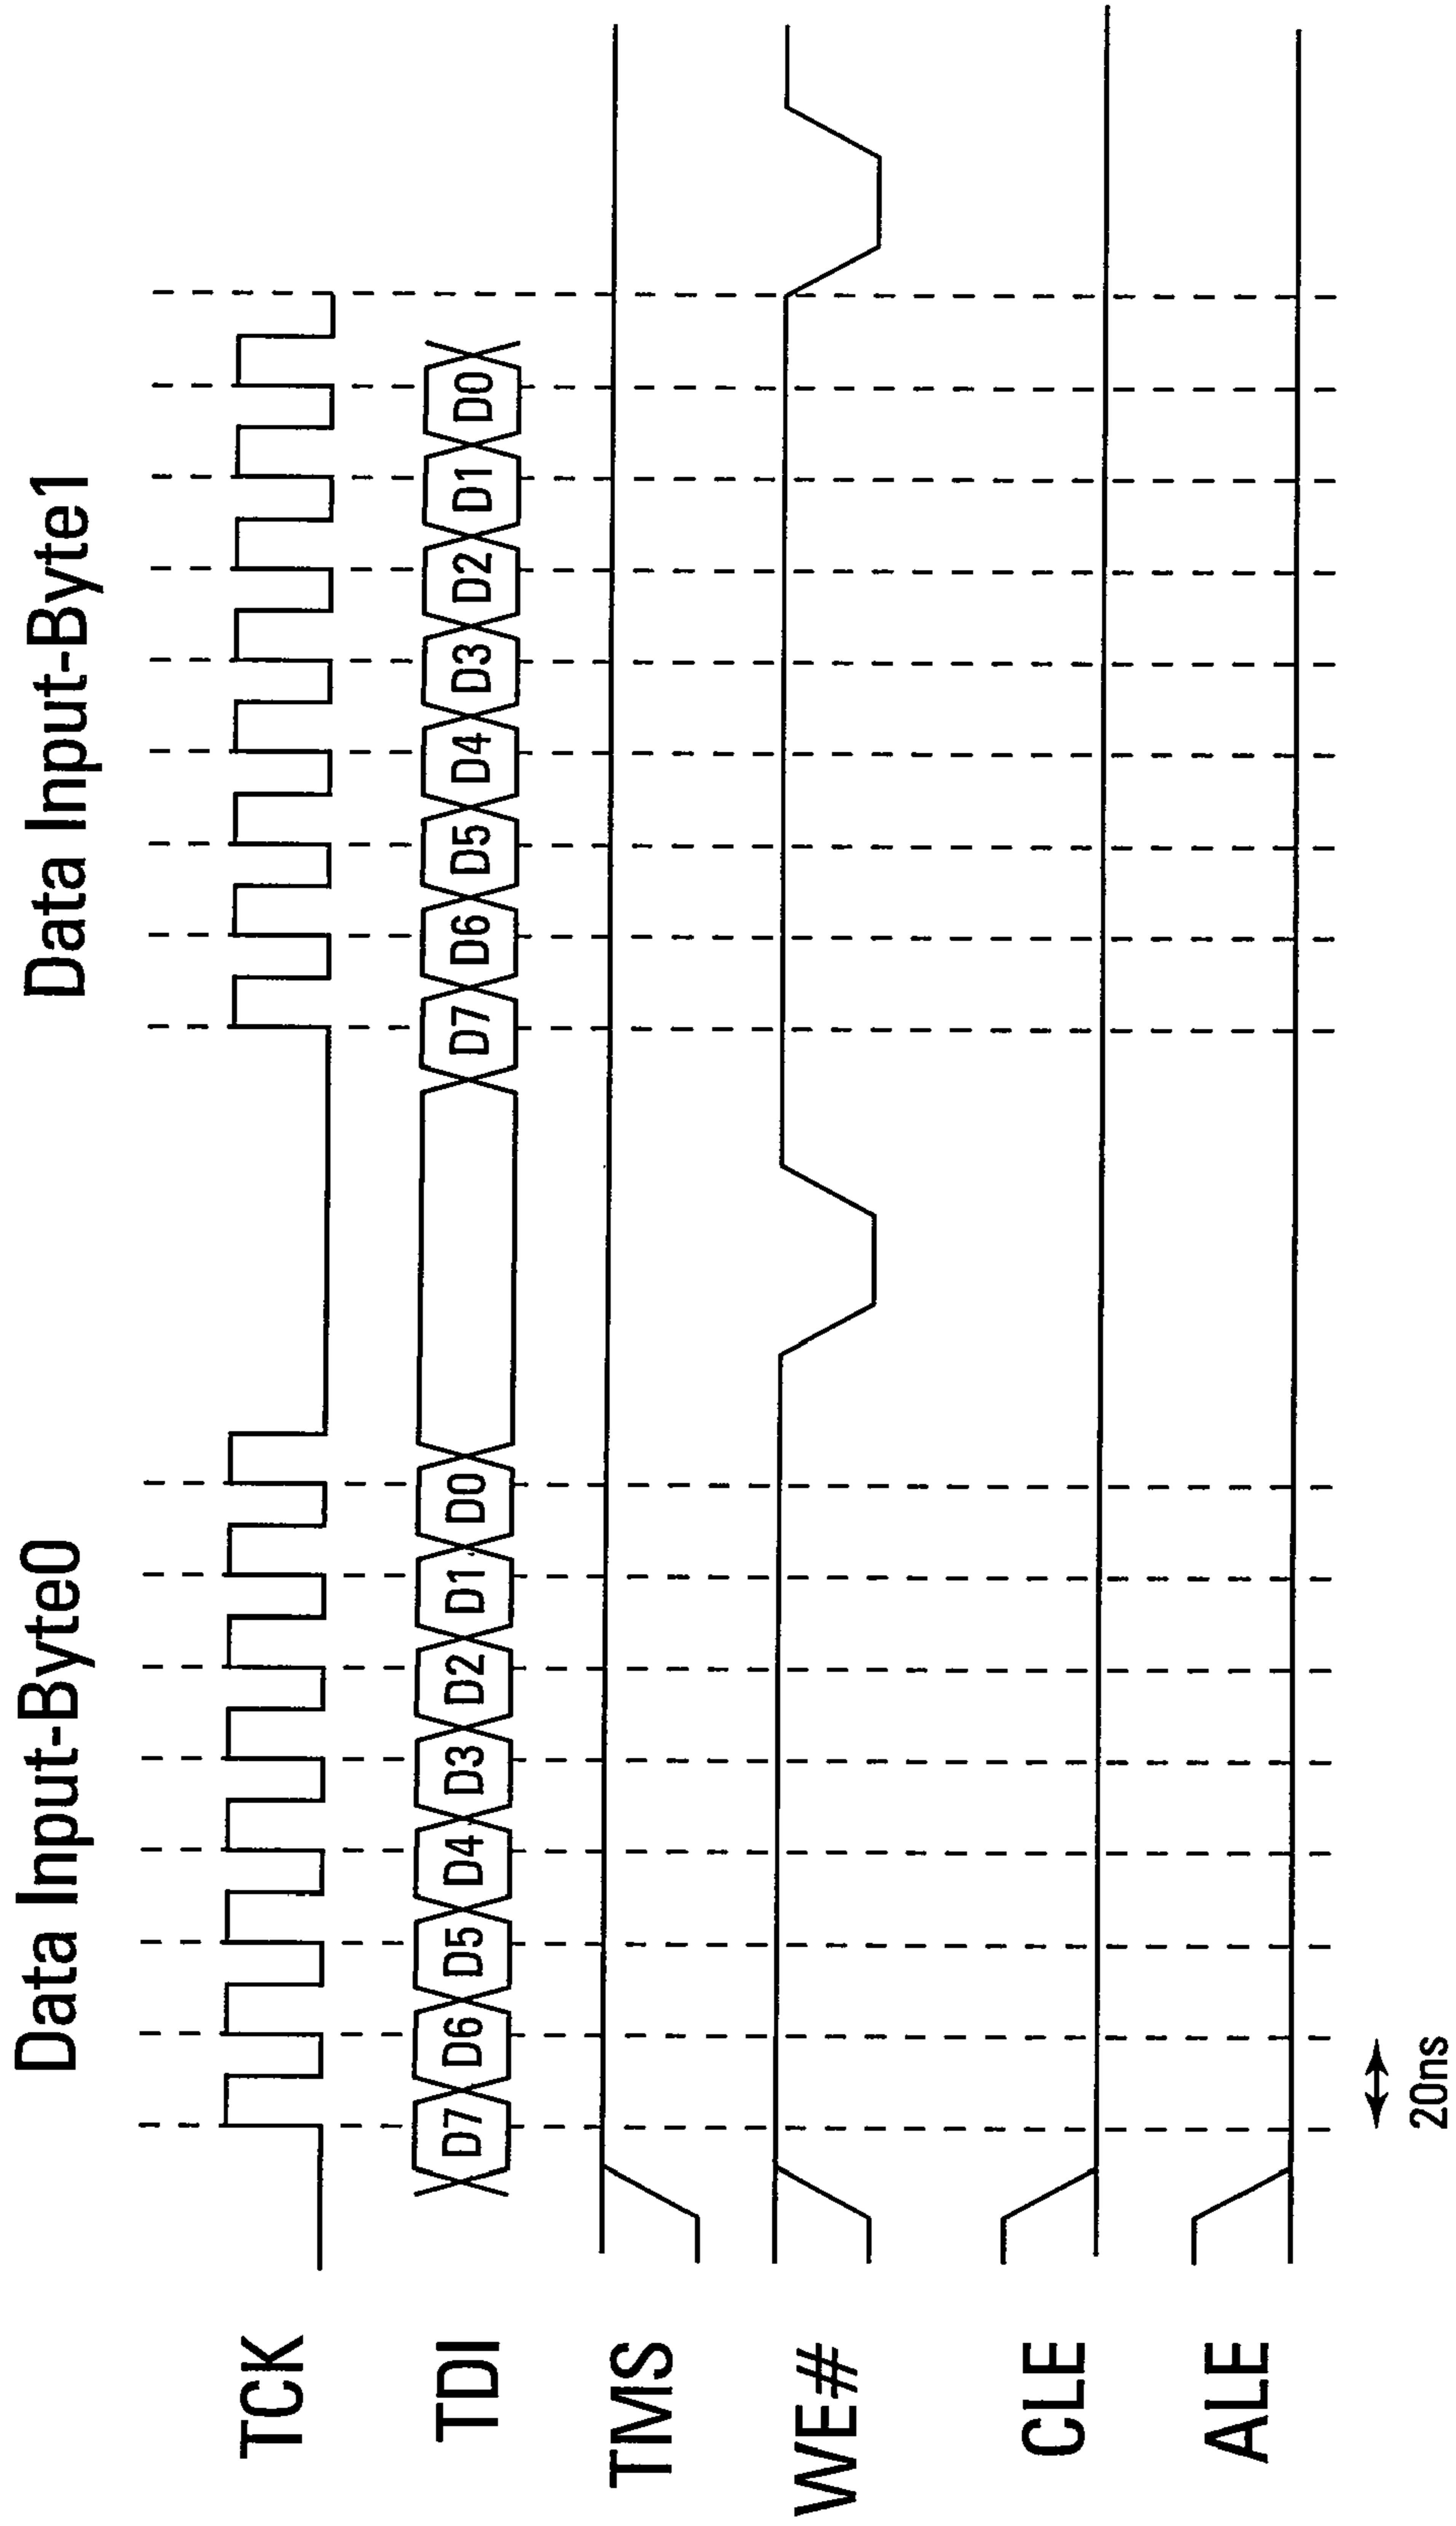 Data Input-Byte0
Data Input-Byte1
TCK
TDI
D7
D6
D5
D4
D3
D2
D1
D0
D7
D6
D5
D4
D3
D2
D1
D0
TMS
WE#
CLE
ALE
20ns